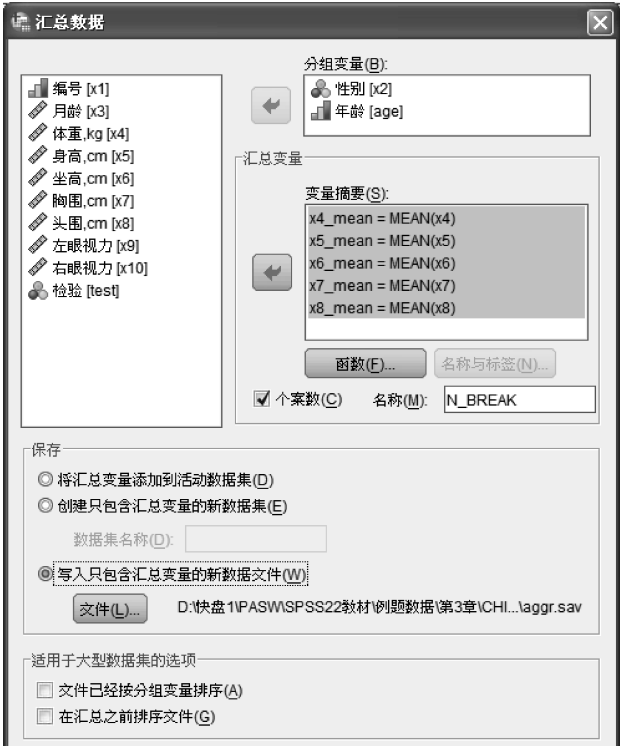 汇总数据
分组变量(B):
编号 [x1]
月龄 [x3]
体重,kg [x4]
身高,cm [x5]
坐高,cm [x6]
胸围,cm [x7]
头围,cm [x8]
左眼视力 [x9]
右眼视力 [x10]
检验 [test]
性别 [x2]
年龄 [age]
汇总变量
变量摘要(S):
x4_mean = MEAN(x4)
x5_mean = MEAN(x5)
x6_mean = MEAN(x6)
x7_mean = MEAN(x7)
x8_mean = MEAN(x8)
函数(F)... 名称与标签(N)...
个案数(C) 名称(M): N_BREAK
保存
将汇总变量添加到活动数据集(D)
创建只包含汇总变量的新数据集(E)
数据集名称(D):
写入只包含汇总变量的新数据文件(W)
文件(L)... D:\快盘1\PASW\SPSS22教材\例题数据\第3章\CHI...\aggr.sav
适用于大型数据集的选项
文件已经按分组变量排序(A)
在汇总之前排序文件(G)